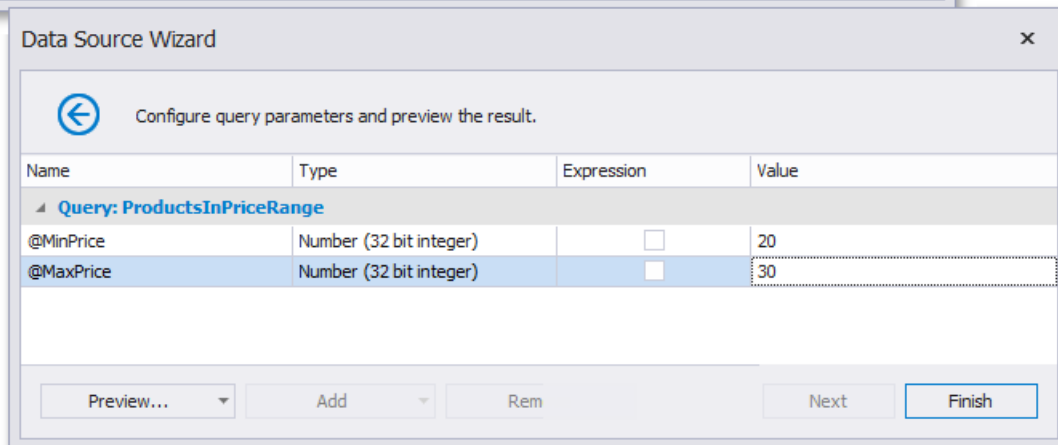 Data Source Wizard
Configure query parameters and preview the result.
Name Type Expression Value
Query: ProductsInPriceRange
@MinPrice Number (32 bit integer) 20
@MaxPrice Number (32 bit integer) 30
Preview... Add Rem Next Finish